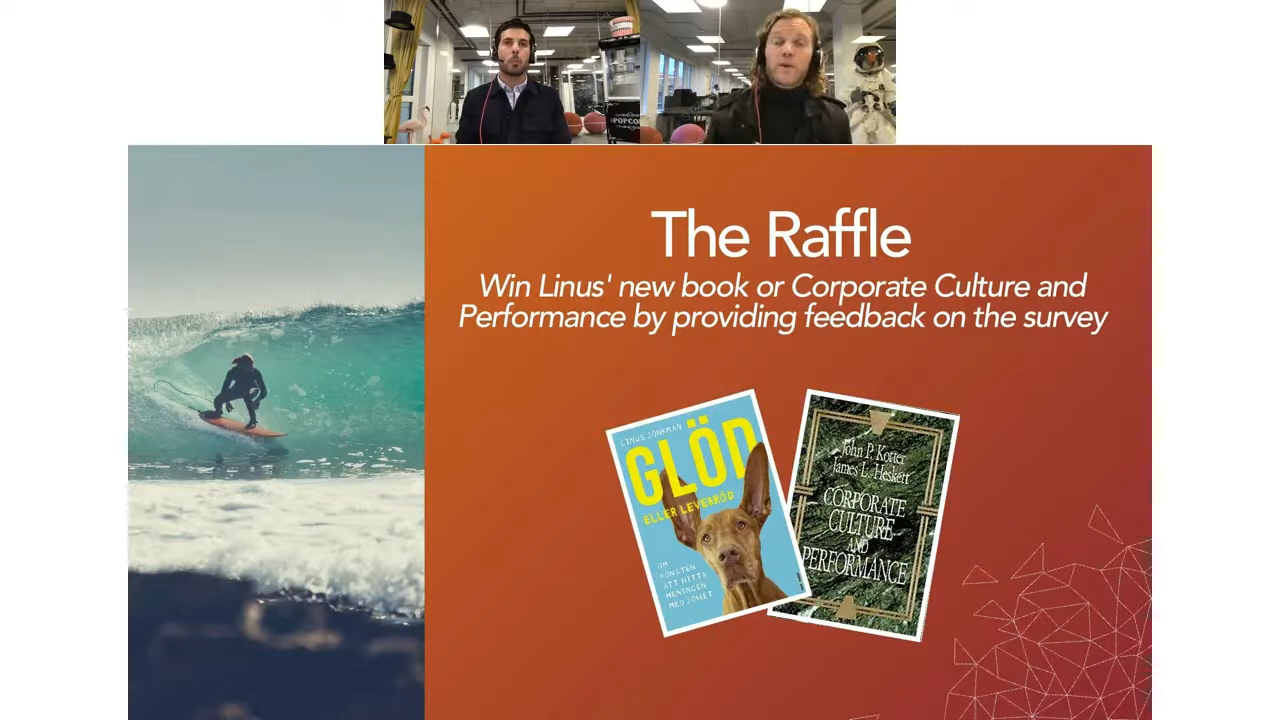 POPCO
The Raffle
Win Linus' new book or Corporate Culture and
Performance by providing feedback on the survey
LINUS JONKMAN
GLÖD
ELLER LEVEBRÖD
OM
KONSTEN
ATT HITTA
MENINGEN
MED JOBBET
John P. Kotter
James L. Heskett
CORPORATE
CULTURE
AND
PERFORMANCE